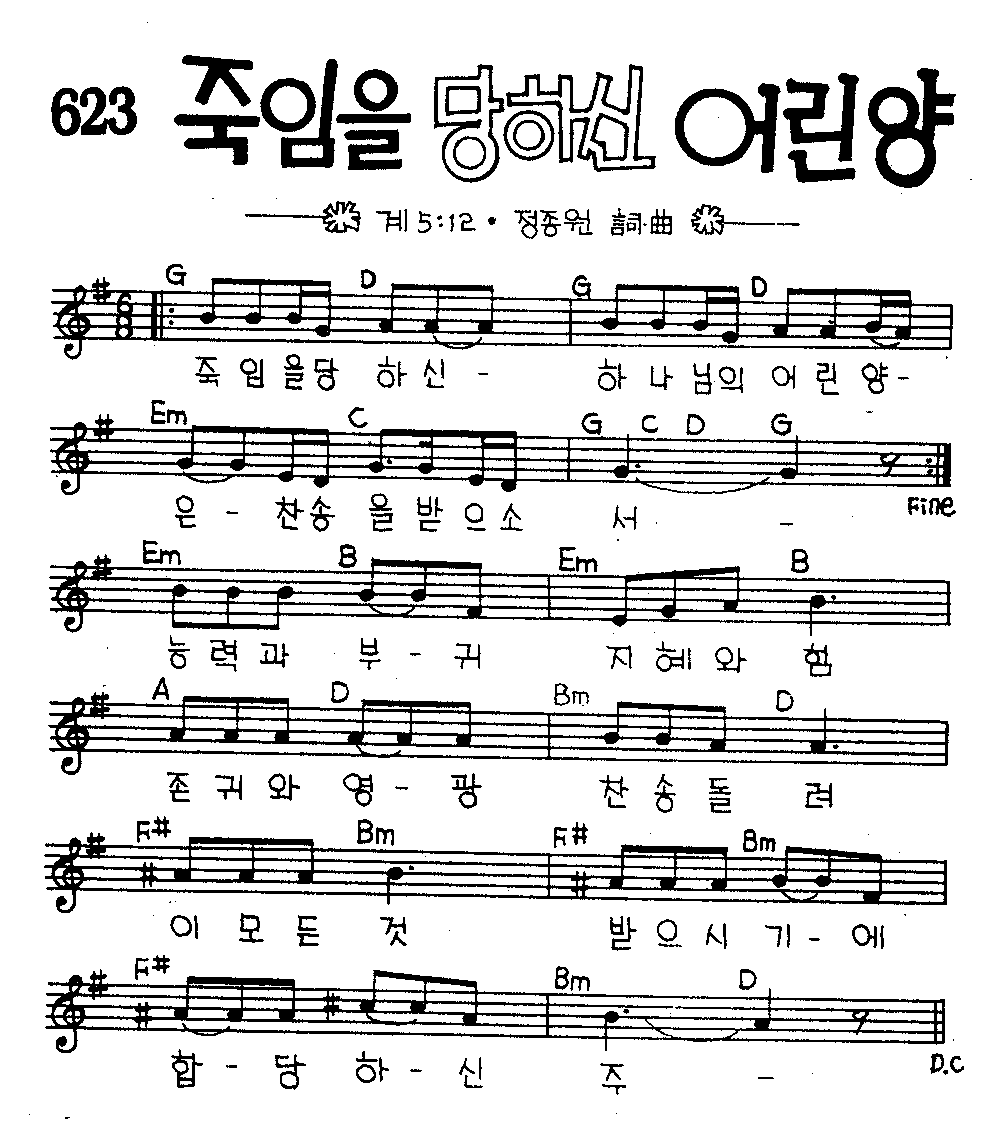 623 죽임을 당하신 어린양
계 5:12 • 정종원 詞·曲
G D G D
죽 임 을 당 하 신 - 하 나 님 의 어 린 양 -
Em C G C D G
은 - 찬 송 을 받 으 소 서 -
Fine
Em B Em B
능 력 과 부 - 귀 지 혜 와 힘
A D Bm D
존 귀 와 영 - 광 찬 송 돌 려
F# Bm F# Bm
이 모 든 것 받 으 시 기 - 에
F# Bm D
합 - 당 하 - 신 주 -
D.C